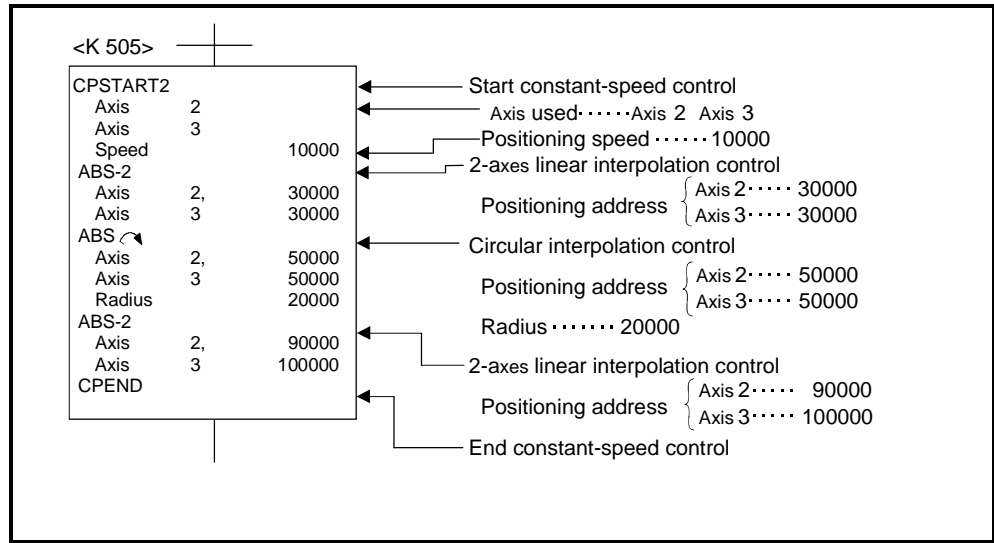 <K 505>
CPSTART2
Axis 2
Axis 3
Speed 10000
ABS-2
Axis 2, 30000
Axis 3 30000
ABS
Axis 2, 50000
Axis 3 50000
Radius 20000
ABS-2
Axis 2, 90000
Axis 3 100000
CPEND
Start constant-speed control
Axis used······Axis 2 Axis 3
Positioning speed ······10000
2-axes linear interpolation control
Positioning address
Axis 2····· 30000
Axis 3····· 30000
Circular interpolation control
Positioning address
Axis 2····· 50000
Axis 3····· 50000
Radius ······· 20000
2-axes linear interpolation control
Positioning address
Axis 2····· 90000
Axis 3····· 100000
End constant-speed control